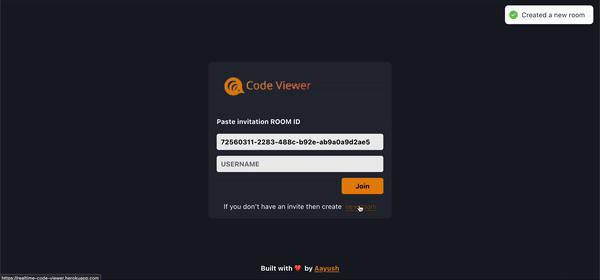 Created a new room
Code Viewer
Paste invitation ROOM ID
72560311-2283-488c-b92e-ab9a0a9d2ae5
USERNAME
Join
If you don't have an invite then create
Built with ❤️ by Aayush
https://realtime-code-viewer.herokuapp.com